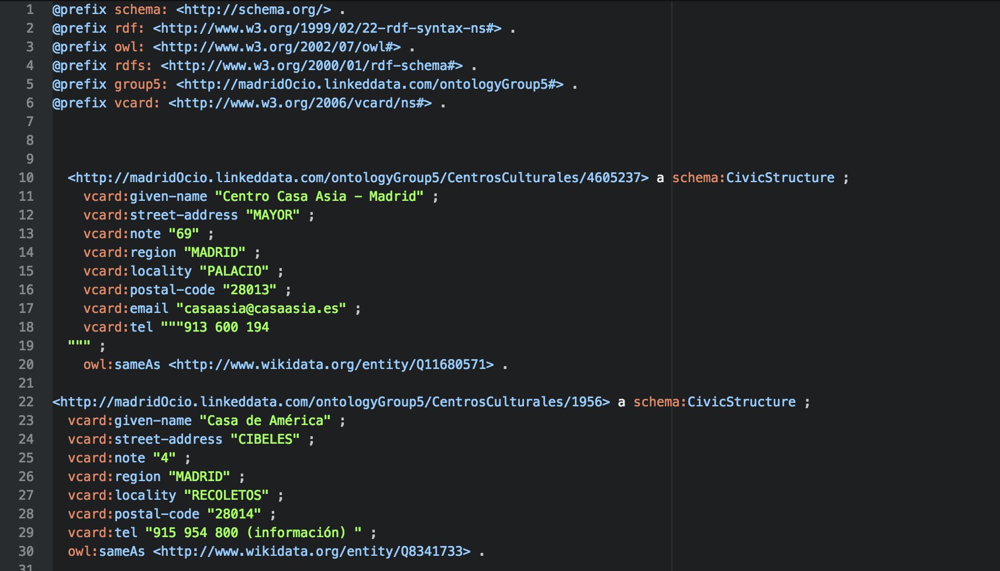 1 @prefix schema: <http://schema.org/> .
2 @prefix rdf: <http://www.w3.org/1999/02/22-rdf-syntax-ns#> .
3 @prefix owl: <http://www.w3.org/2002/07/owl#> .
4 @prefix rdfs: <http://www.w3.org/2000/01/rdf-schema#> .
5 @prefix group5: <http://madridOcio.linkeddata.com/ontologyGroup5#> .
6 @prefix vcard: <http://www.w3.org/2006/vcard/ns#> .
7
8
9
10 <http://madridOcio.linkeddata.com/ontologyGroup5/CentrosCulturales/4605237> a schema:CivicStructure ;
11 vcard:given-name "Centro Casa Asia - Madrid" ;
12 vcard:street-address "MAYOR" ;
13 vcard:note "69" ;
14 vcard:region "MADRID" ;
15 vcard:locality "PALACIO" ;
16 vcard:postal-code "28013" ;
17 vcard:email "casaasia@casaasia.es" ;
18 vcard:tel """913 600 194
19 """ ;
20 owl:sameAs <http://www.wikidata.org/entity/Q11680571> .
21
22 <http://madridOcio.linkeddata.com/ontologyGroup5/CentrosCulturales/1956> a schema:CivicStructure ;
23 vcard:given-name "Casa de América" ;
24 vcard:street-address "CIBELES" ;
25 vcard:note "4" ;
26 vcard:region "MADRID" ;
27 vcard:locality "RECOLETOS" ;
28 vcard:postal-code "28014" ;
29 vcard:tel "915 954 800 (información) " ;
30 owl:sameAs <http://www.wikidata.org/entity/Q8341733> .
31